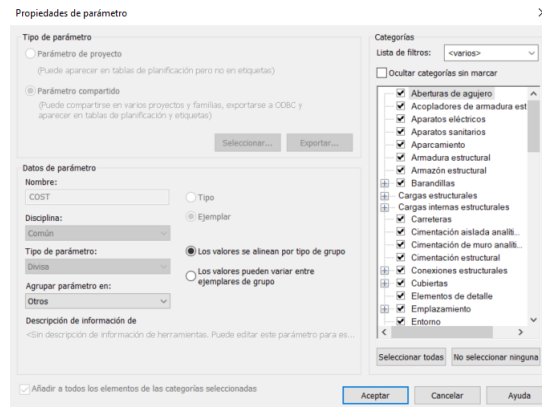 Propiedades de parámetro
Tipo de parámetro
Parámetro de proyecto
(Puede aparecer en tablas de planificación pero no en etiquetas)
Parámetro compartido
(Puede compartirse en varios proyectos y familias, exportarse a ODBC y
aparecer en tablas de planificación y etiquetas)
Seleccionar...
Exportar...
Datos de parámetro
Nombre:
COST
Tipo
Disciplina:
Ejemplar
Común
Tipo de parámetro:
Los valores se alinean por tipo de grupo
Divisa
Los valores pueden variar entre
ejemplares de grupo
Agrupar parámetro en:
Otros
Descripción de información de
<Sin descripción de información de herramientas. Puede editar este parámetro para es...
Añadir a todos los elementos de las categorías seleccionadas
Categorías
Lista de filtros:
<varios>
Ocultar categorías sin marcar
Aberturas de agujero
Acopladores de armadura est
Aparatos eléctricos
Aparatos sanitarios
Aparcamiento
Armadura estructural
Armazón estructural
Barandillas
Cargas estructurales
Cargas internas estructurales
Carreteras
Cimentación aislada analíti...
Cimentación de muro analíti...
Cimentación estructural
Conexiones estructurales
Cubiertas
Elementos de detalle
Emplazamiento
Entorno
Seleccionar todas
No seleccionar ninguna
Aceptar
Cancelar
Ayuda